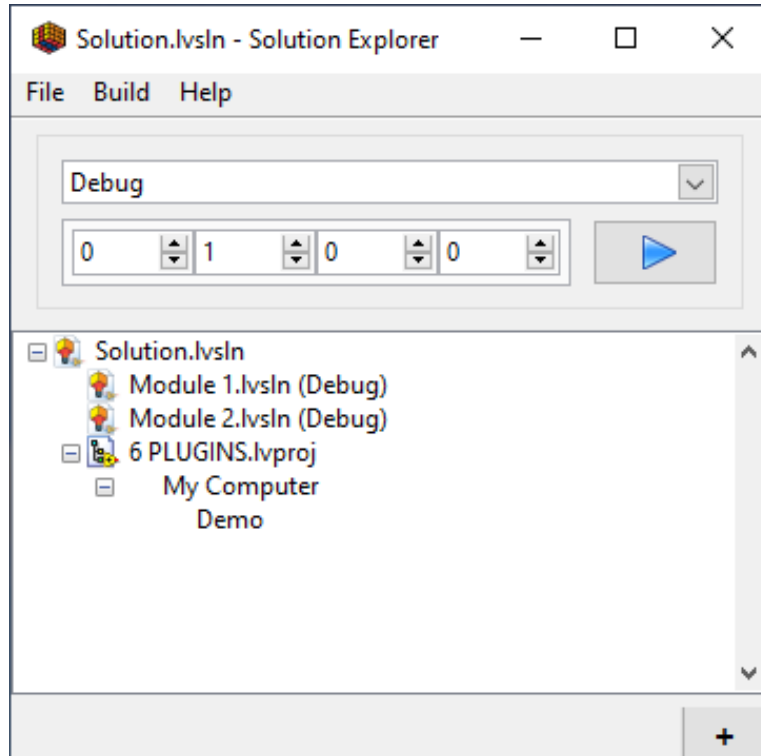 Solution.lvsln - Solution Explorer
File Build Help
Debug
0 1 0 0
Solution.lvsln
Module 1.lvsln (Debug)
Module 2.lvsln (Debug)
6 PLUGINS.lvproj
My Computer
Demo
+